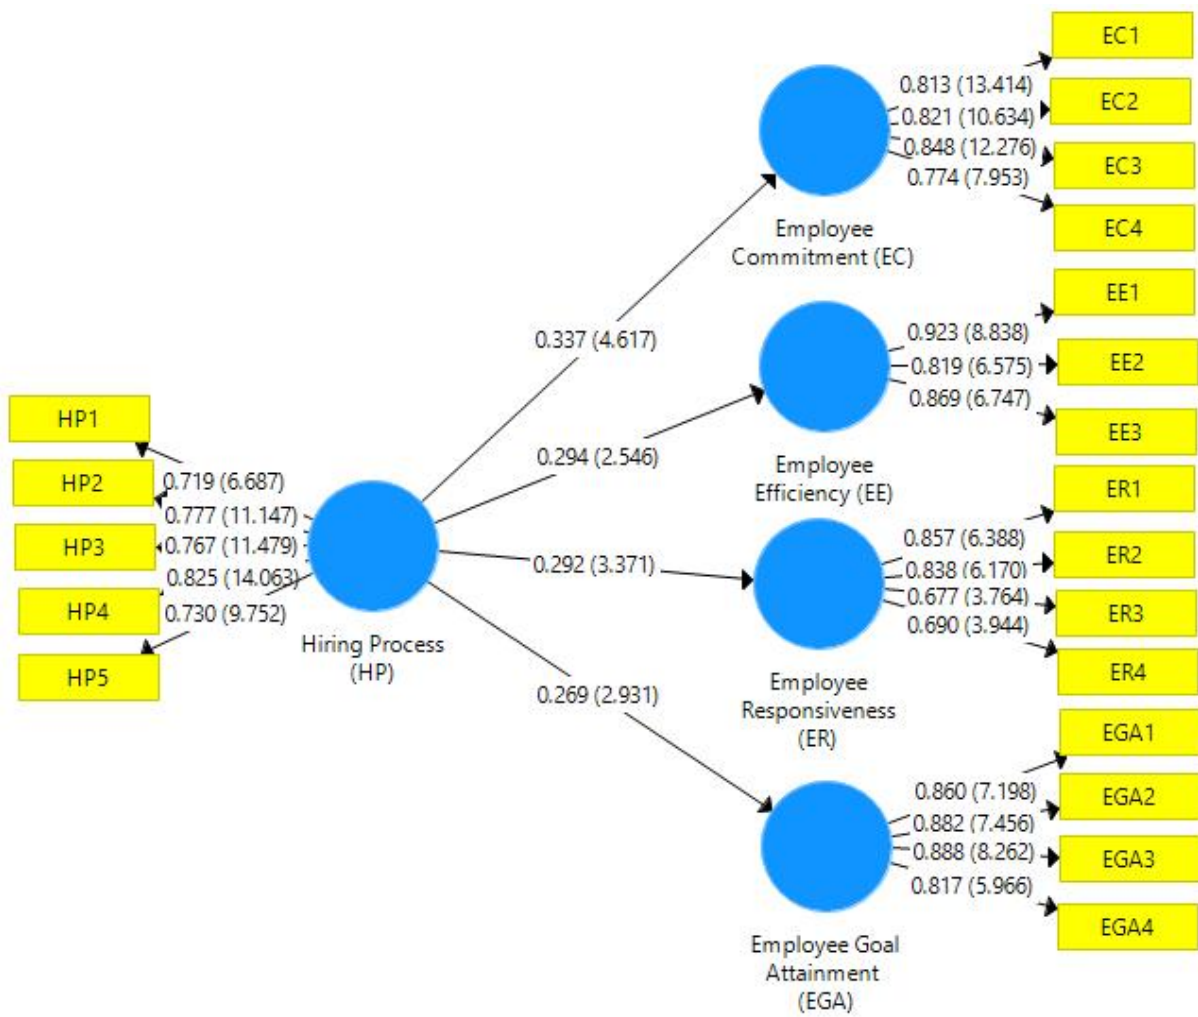 HP1
HP2
HP3
HP4
HP5
0.719 (6.687)
0.777 (11.147)
0.767 (11.479)
0.825 (14.063)
0.730 (9.752)
Hiring Process
(HP)
0.337 (4.617)
0.294 (2.546)
0.292 (3.371)
0.269 (2.931)
Employee
Commitment (EC)
0.813 (13.414)
0.821 (10.634)
0.848 (12.276)
0.774 (7.953)
EC1
EC2
EC3
EC4
Employee
Efficiency (EE)
0.923 (8.838)
0.819 (6.575)
0.869 (6.747)
EE1
EE2
EE3
Employee
Responsiveness
(ER)
0.857 (6.388)
0.838 (6.170)
0.677 (3.764)
0.690 (3.944)
ER1
ER2
ER3
ER4
Employee Goal
Attainment
(EGA)
0.860 (7.198)
0.882 (7.456)
0.888 (8.262)
0.817 (5.966)
EGA1
EGA2
EGA3
EGA4